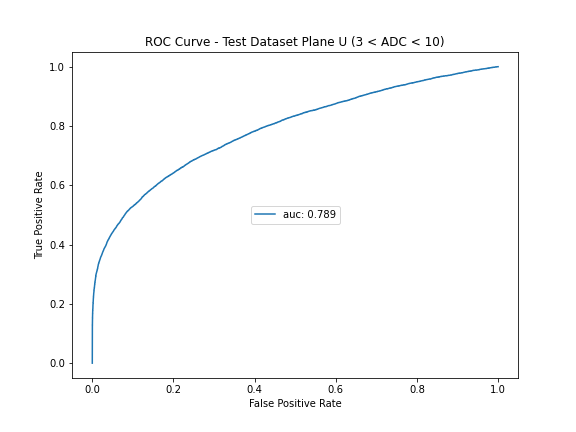 ROC Curve - Test Dataset Plane U (3 < ADC < 10)
1.0
0.8
0.6
0.4
0.2
0.0
True Positive Rate
auc: 0.789
0.0 0.2 0.4 0.6 0.8 1.0
False Positive Rate